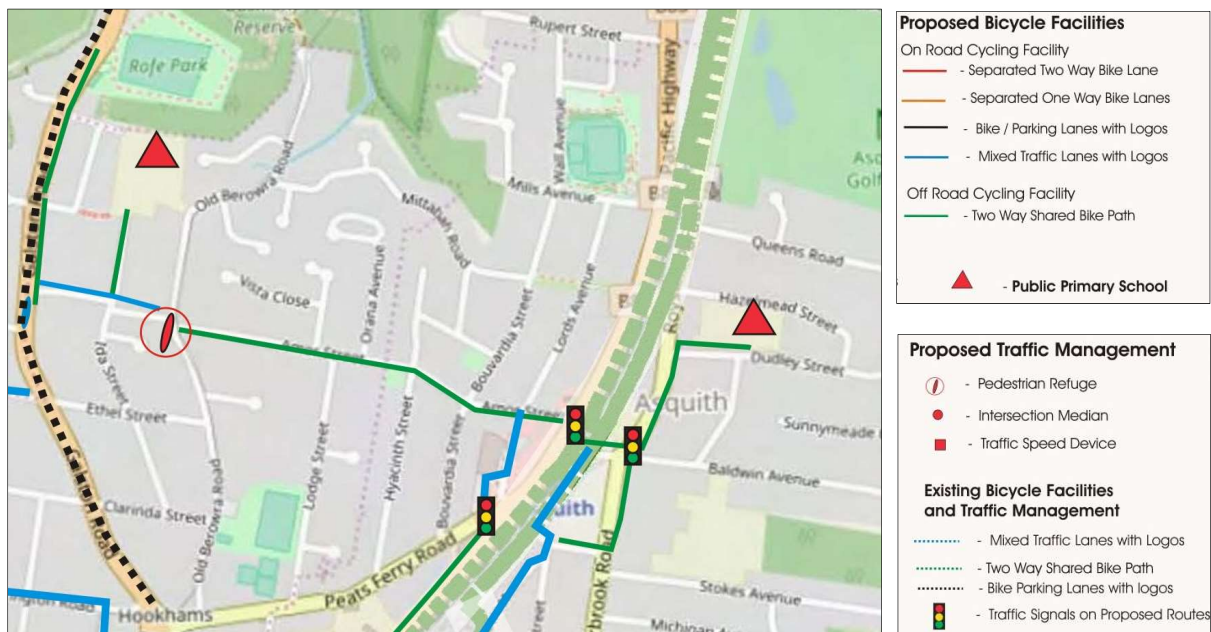 Reserve
Rofe Park
Rupert Street
Pacific Highway
Wall Avenue
Old Berowra Road
Mills Avenue
Mittabah Road
Queens Road
Vista Close
Orana Avenue
Hazelmead Street
Lords Avenue
Bouvardia Street
Amor Street
Dudley Street
Ida Street
Asquith
Ethel Street
Amor Street
Sunnymeade
Hyacinth Street
Baldwin Avenue
Lodge Street
Bouvardia Street
Clarinda Street
Old Berowra Road
Road
uith
Peats Ferry Road
Stokes Avenue
Road
Hookhams
Street
rbrook Road
Michigan
Proposed Bicycle Facilities
On Road Cycling Facility
- Separated Two Way Bike Lane
- Separated One Way Bike Lanes
- Bike / Parking Lanes with Logos
- Mixed Traffic Lanes with Logos
Off Road Cycling Facility
- Two Way Shared Bike Path
- Public Primary School
Proposed Traffic Management
- Pedestrian Refuge
- Intersection Median
- Traffic Speed Device
Existing Bicycle Facilities
and Traffic Management
- Mixed Traffic Lanes with Logos
- Two Way Shared Bike Path
- Bike Parking Lanes with logos
- Traffic Signals on Proposed Routes